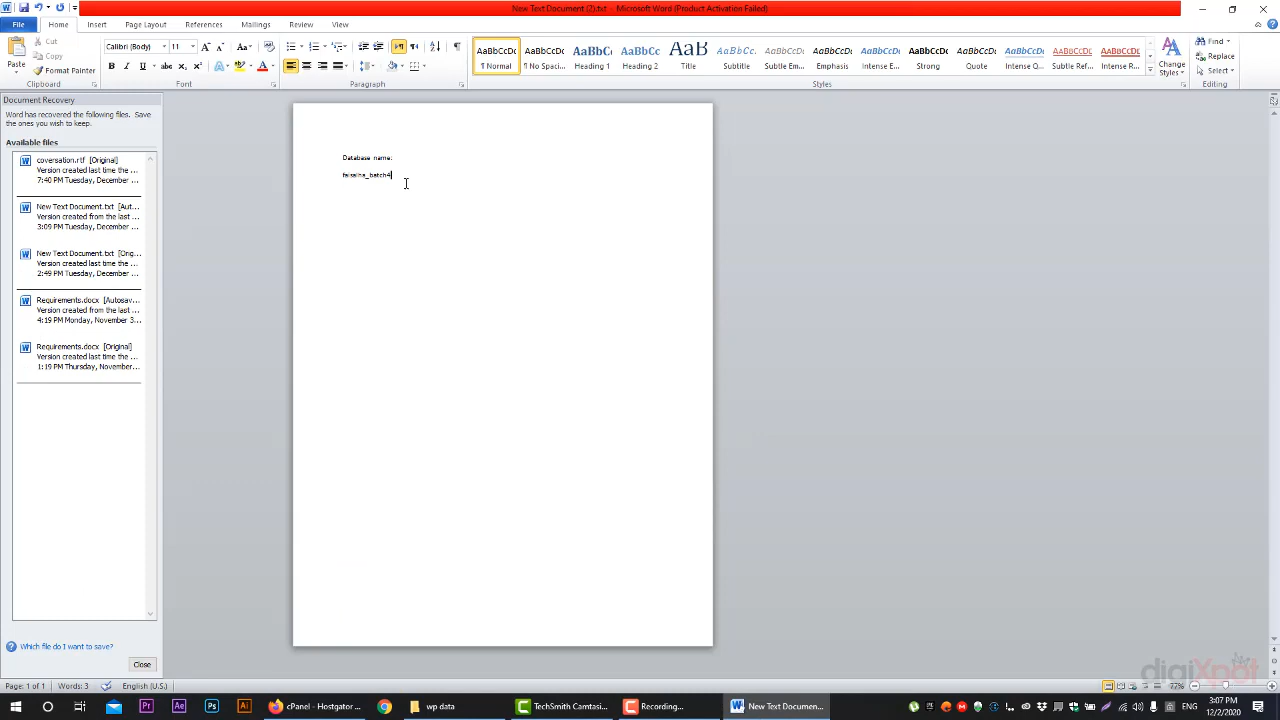 New Text Document (2).txt - Microsoft Word (Product Activation Failed)
File Home Insert Page Layout References Mailings Review View
Paste
Cut
Copy
Format Painter
Clipboard
Calibri (Body) 11
Font
Paragraph
AaBbCcDc AaBbCcDc AaBbC AaBbCc AaB AaBbCc. AaBbCcDc AaBbCcDc AaBbCcDc AaBbCcDc AaBbCcDc AaBbCcDc AaBbCcDc AaBbCcDc
¶ Normal ¶ No Spaci... Heading 1 Heading 2 Title Subtitle Subtle Em... Emphasis Intense E... Strong Quote Intense Q... Subtle Ref... Intense R...
Styles
Change Styles
Find
Replace
Select
Editing
Document Recovery
Word has recovered the following files. Save
the ones you wish to keep.
Available files
coversation.rtf [Original]
Version created last time the ...
7:40 PM Tuesday, December ...
New Text Document.txt [Aut...
Version created from the last ...
3:09 PM Tuesday, December ...
New Text Document.txt [Orig...
Version created last time the ...
2:49 PM Tuesday, December ...
Requirements.docx [Autosav...
Version created from the last ...
4:19 PM Monday, November 3...
Requirements.docx [Original]
Version created last time the ...
1:19 PM Thursday, November...
Which file do I want to save?
Close
Database name:
faisalha_batch4
digiXpot
Page: 1 of 1 Words: 3 English (U.S.) 77%
cPanel - Hostgator ... wp data TechSmith Camtasi... Recording... New Text Documen...
3:07 PM
12/2/2020